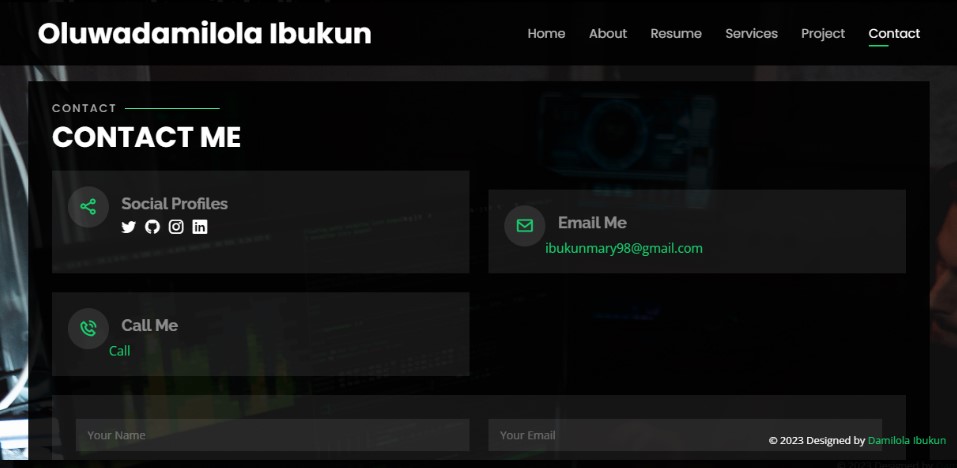 Oluwadamilola Ibukun
Home About Resume Services Project Contact
CONTACT
CONTACT ME
Social Profiles
Email Me
ibukunmary98@gmail.com
Call Me
Call
Your Name
Your Email
© 2023 Designed by Damilola Ibukun